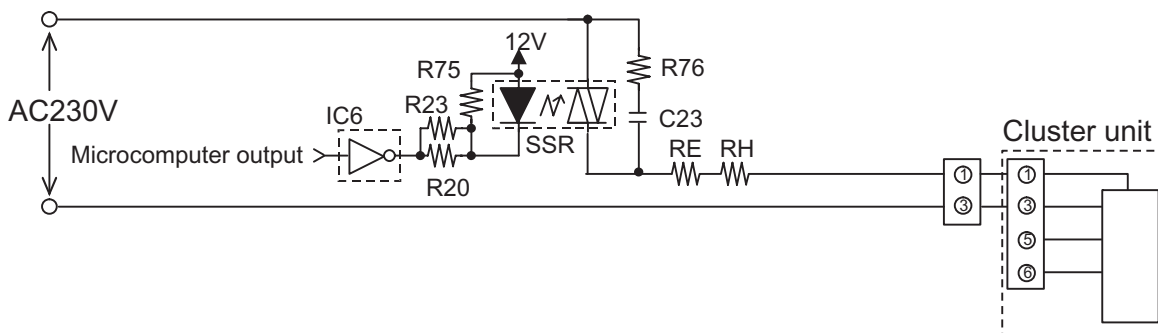 12V
R75
R76
AC230V
R23
IC6
C23
Cluster unit
Microcomputer output
SSR
RE
RH
R20
①
①
③
③
⑤
⑥